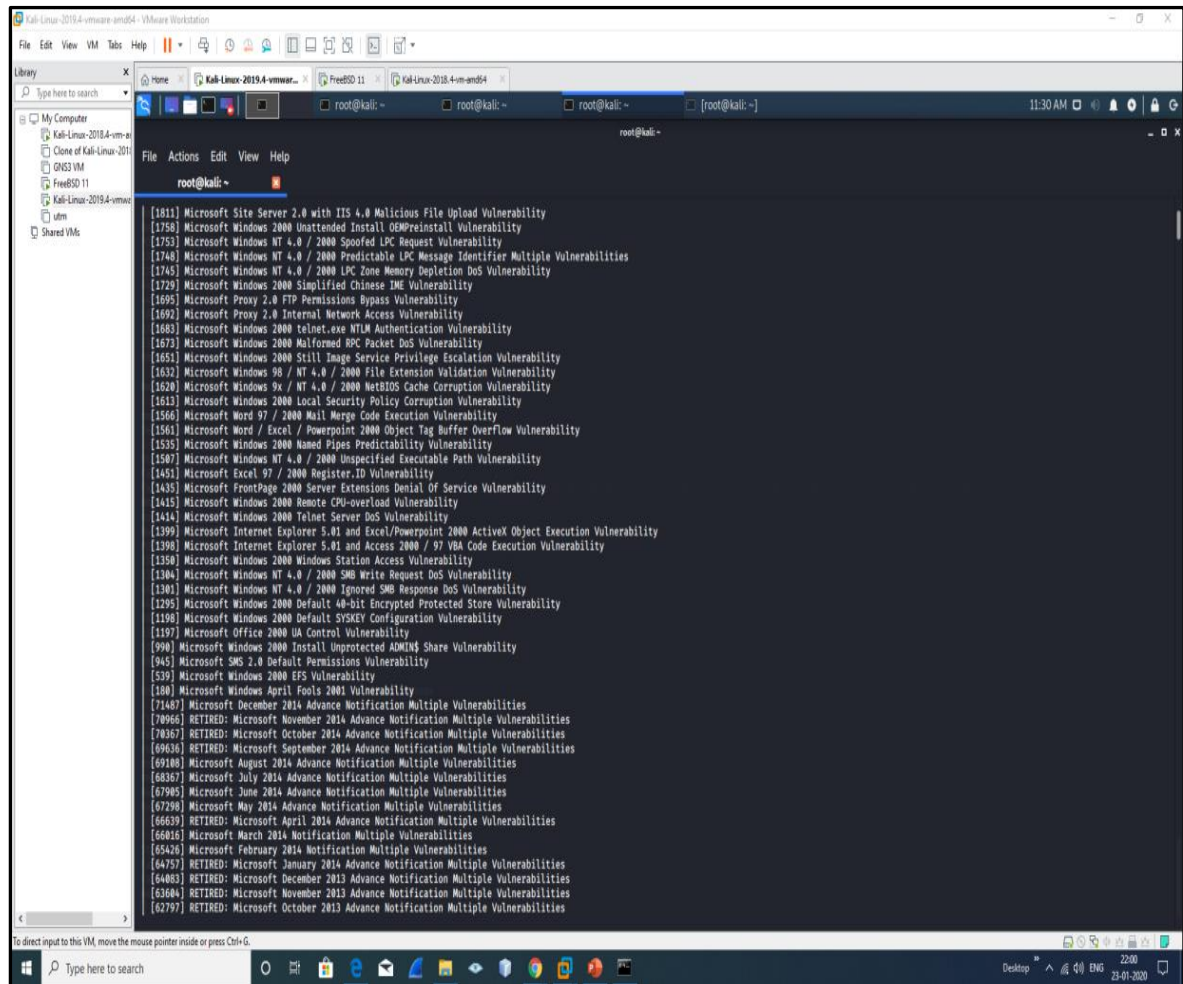 Kali-Linux-2019.4-vmware-amd64 - VMware Workstation
File Edit View VM Tabs Help
Library X
Type here to search
My Computer
Kali-Linux-2018.4-vm-a
Clone of Kali-Linux-201
GNS3 VM
FreeBSD 11
Kali-Linux-2019.4-vmwa
utm
Shared VMs
Home Kali-Linux-2019.4-vmwar... FreeBSD 11 Kali-Linux-2018.4-vm-amd64
root@kali: ~ root@kali: ~ root@kali: ~ [root@kali: ~] 11:30 AM
root@kali: ~
File Actions Edit View Help
root@kali: ~
[1811] Microsoft Site Server 2.0 with IIS 4.0 Malicious File Upload Vulnerability
[1758] Microsoft Windows 2000 Unattended Install OEMPreinstall Vulnerability
[1753] Microsoft Windows NT 4.0 / 2000 Spoofed LPC Request Vulnerability
[1748] Microsoft Windows NT 4.0 / 2000 Predictable LPC Message Identifier Multiple Vulnerabilities
[1745] Microsoft Windows NT 4.0 / 2000 LPC Zone Memory Depletion DoS Vulnerability
[1729] Microsoft Windows 2000 Simplified Chinese IME Vulnerability
[1695] Microsoft Proxy 2.0 FTP Permissions Bypass Vulnerability
[1692] Microsoft Proxy 2.0 Internal Network Access Vulnerability
[1683] Microsoft Windows 2000 telnet.exe NTLM Authentication Vulnerability
[1673] Microsoft Windows 2000 Malformed RPC Packet DoS Vulnerability
[1651] Microsoft Windows 2000 Still Image Service Privilege Escalation Vulnerability
[1632] Microsoft Windows 98 / NT 4.0 / 2000 File Extension Validation Vulnerability
[1620] Microsoft Windows 9x / NT 4.0 / 2000 NetBIOS Cache Corruption Vulnerability
[1613] Microsoft Windows 2000 Local Security Policy Corruption Vulnerability
[1566] Microsoft Word 97 / 2000 Mail Merge Code Execution Vulnerability
[1561] Microsoft Word / Excel / Powerpoint 2000 Object Tag Buffer Overflow Vulnerability
[1535] Microsoft Windows 2000 Named Pipes Predictability Vulnerability
[1507] Microsoft Windows NT 4.0 / 2000 Unspecified Executable Path Vulnerability
[1451] Microsoft Excel 97 / 2000 Register.ID Vulnerability
[1435] Microsoft FrontPage 2000 Server Extensions Denial Of Service Vulnerability
[1415] Microsoft Windows 2000 Remote CPU-overload Vulnerability
[1414] Microsoft Windows 2000 Telnet Server DoS Vulnerability
[1399] Microsoft Internet Explorer 5.01 and Excel/Powerpoint 2000 ActiveX Object Execution Vulnerability
[1398] Microsoft Internet Explorer 5.01 and Access 2000 / 97 VBA Code Execution Vulnerability
[1350] Microsoft Windows 2000 Windows Station Access Vulnerability
[1304] Microsoft Windows NT 4.0 / 2000 SMB Write Request DoS Vulnerability
[1301] Microsoft Windows NT 4.0 / 2000 Ignored SMB Response DoS Vulnerability
[1295] Microsoft Windows 2000 Default 40-bit Encrypted Protected Store Vulnerability
[1198] Microsoft Windows 2000 Default SYSKEY Configuration Vulnerability
[1197] Microsoft Office 2000 UA Control Vulnerability
[990] Microsoft Windows 2000 Install Unprotected ADMIN$ Share Vulnerability
[945] Microsoft SMS 2.0 Default Permissions Vulnerability
[539] Microsoft Windows 2000 EFS Vulnerability
[180] Microsoft Windows April Fools 2001 Vulnerability
[71487] Microsoft December 2014 Advance Notification Multiple Vulnerabilities
[70966] RETIRED: Microsoft November 2014 Advance Notification Multiple Vulnerabilities
[70367] RETIRED: Microsoft October 2014 Advance Notification Multiple Vulnerabilities
[69636] RETIRED: Microsoft September 2014 Advance Notification Multiple Vulnerabilities
[69108] Microsoft August 2014 Advance Notification Multiple Vulnerabilities
[68367] Microsoft July 2014 Advance Notification Multiple Vulnerabilities
[67905] Microsoft June 2014 Advance Notification Multiple Vulnerabilities
[67298] Microsoft May 2014 Advance Notification Multiple Vulnerabilities
[66639] RETIRED: Microsoft April 2014 Advance Notification Multiple Vulnerabilities
[66016] Microsoft March 2014 Notification Multiple Vulnerabilities
[65426] Microsoft February 2014 Notification Multiple Vulnerabilities
[64757] RETIRED: Microsoft January 2014 Advance Notification Multiple Vulnerabilities
[64083] RETIRED: Microsoft December 2013 Advance Notification Multiple Vulnerabilities
[63604] RETIRED: Microsoft November 2013 Advance Notification Multiple Vulnerabilities
[62797] RETIRED: Microsoft October 2013 Advance Notification Multiple Vulnerabilities
To direct input to this VM, move the mouse pointer inside or press Ctrl+G.
Type here to search
Desktop ENG 22:00
23-01-2020